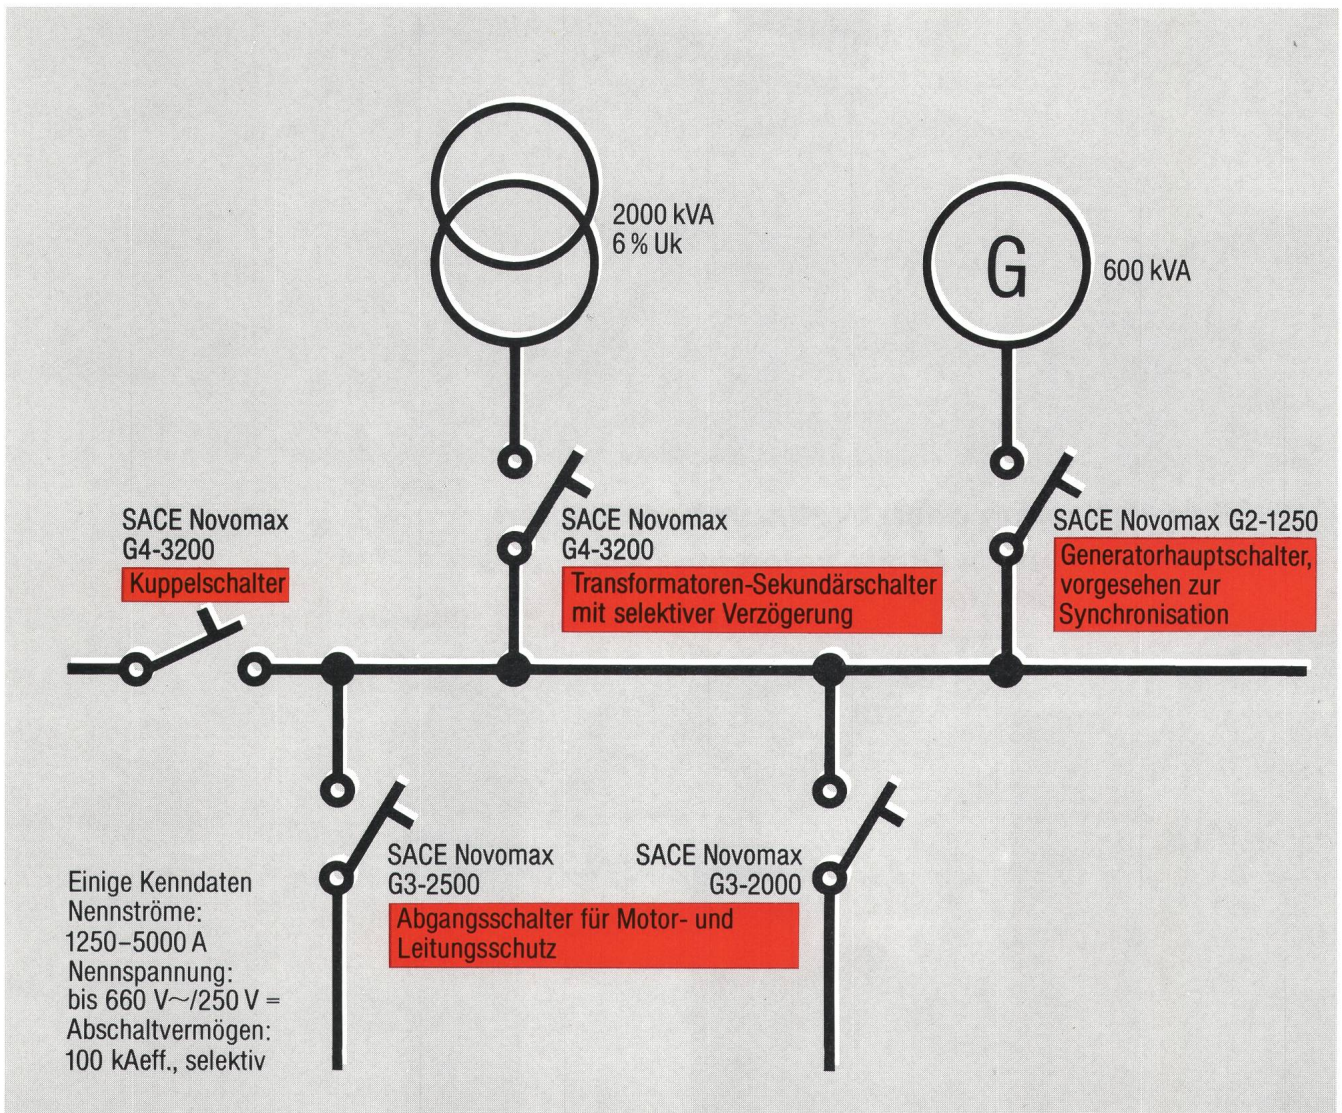 2000 kVA
6% Uk
G
600 kVA
SACE Novomax
G4-3200
Kuppelschalter
SACE Novomax
G4-3200
Transformatoren-Sekundärschalter
mit selektiver Verzögerung
SACE Novomax G2-1250
Generatorhauptschalter,
vorgesehen zur
Synchronisation
SACE Novomax
G3-2500
SACE Novomax
G3-2000
Abgangsschalter für Motor- und
Leitungsschutz
Einige Kenndaten
Nennströme:
1250–5000 A
Nennspannung:
bis 660 V~/250 V =
Abschaltvermögen:
100 kAeff., selektiv